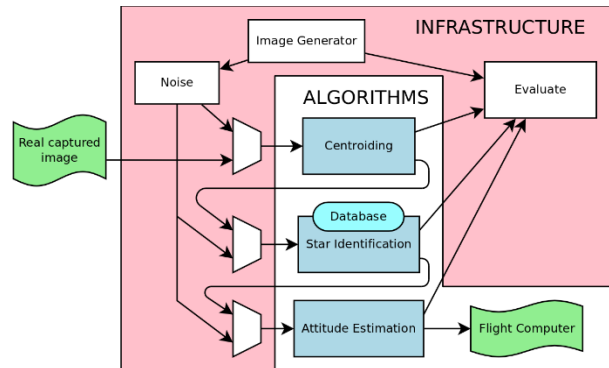 INFRASTRUCTURE
Image Generator
Noise
Evaluate
ALGORITHMS
Real captured
image
Centroiding
Database
Star Identification
Attitude Estimation
Flight Computer